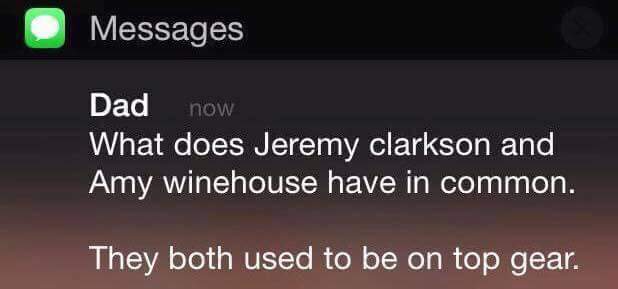 Messages
Dad now
What does Jeremy clarkson and
Amy winehouse have in common.
They both used to be on top gear.